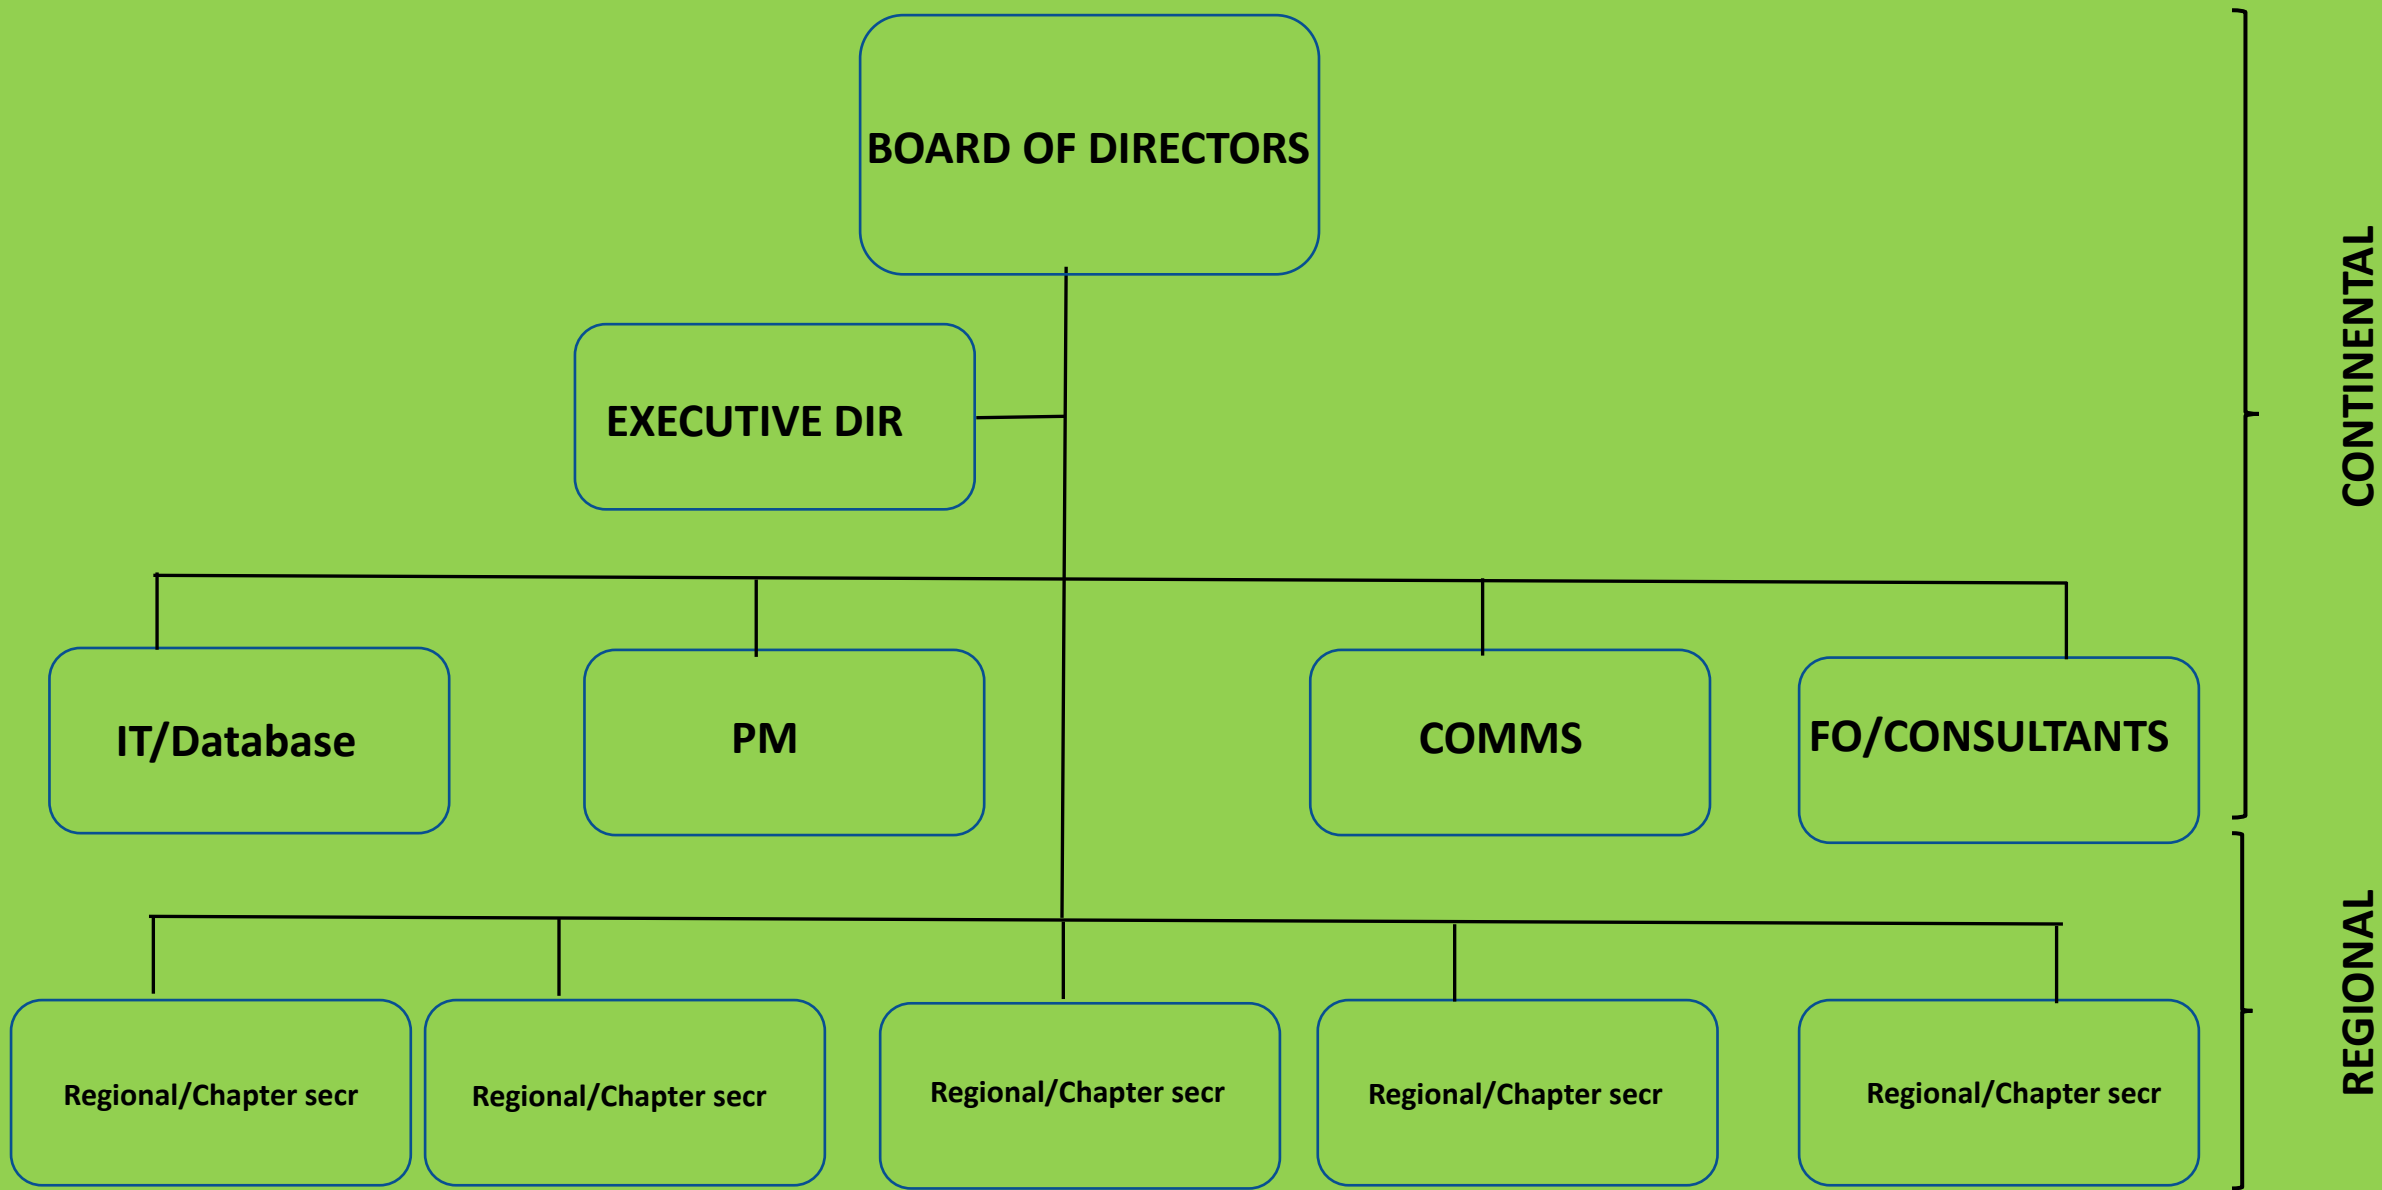 BOARD OF DIRECTORS
EXECUTIVE DIR
IT/Database
PM
COMMS
FO/CONSULTANTS
CONTINENTAL
Regional/Chapter secr
Regional/Chapter secr
Regional/Chapter secr
Regional/Chapter secr
Regional/Chapter secr
REGIONAL